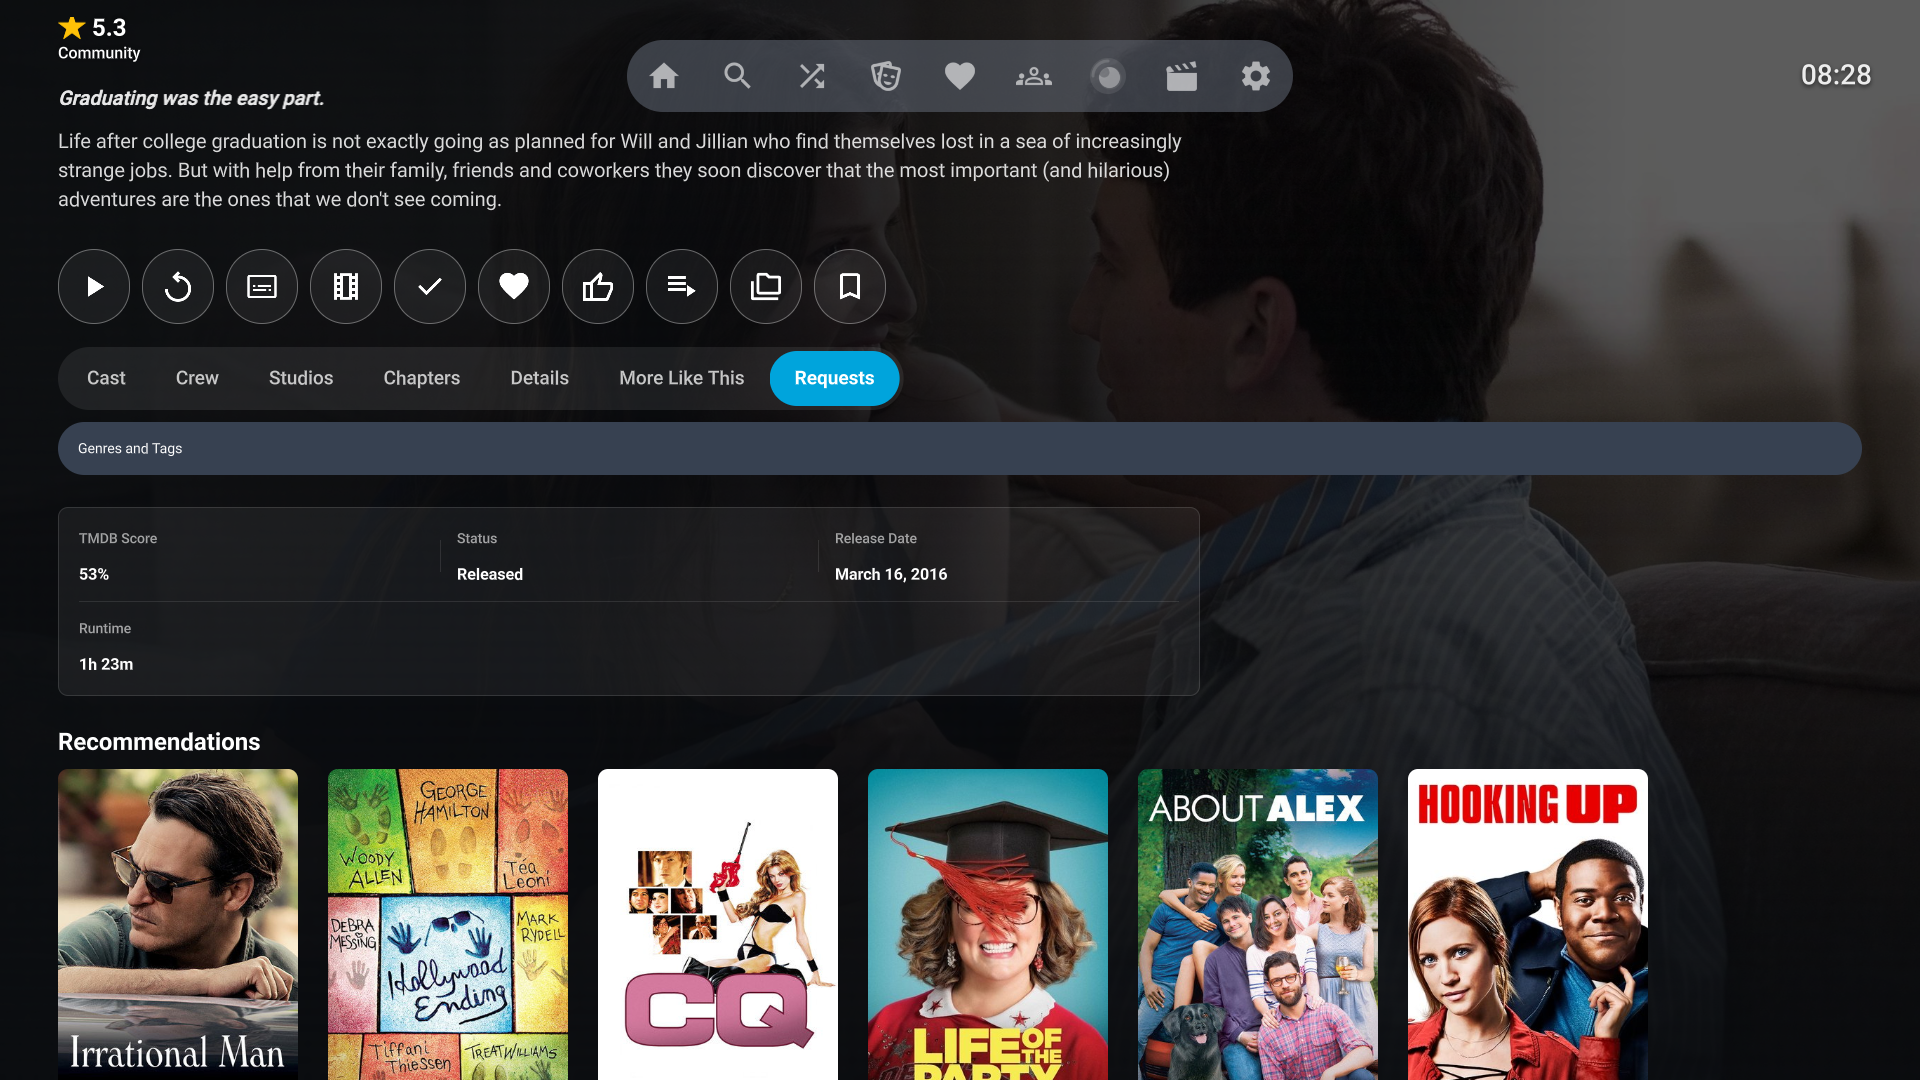 5.3
Community
08:28
Graduating was the easy part.
Life after college graduation is not exactly going as planned for Will and Jillian who find themselves lost in a sea of increasingly
strange jobs. But with help from their family, friends and coworkers they soon discover that the most important (and hilarious)
adventures are the ones that we don't see coming.
Cast
Crew
Studios
Chapters
Details
More Like This
Requests
Genres and Tags
TMDB Score
Status
Release Date
53%
Released
March 16, 2016
Runtime
1h 23m
Recommendations
Irrational Man
GEORGE
HAMILTON
WOODY
ALLEN
Téa
Leoni
DEBRA
MESSING
MARK
RYDELL
Hollywood
Ending
Tiffani
Thiessen
TREAT WILLIAMS
CQ
LIFE OF
THE
PARTY
ABOUT ALEX
HOOKING UP